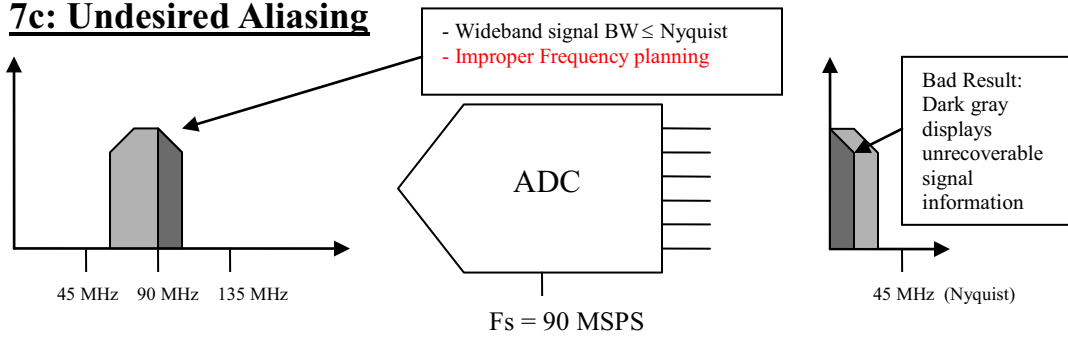 7c: Undesired Aliasing
- Wideband signal BW ≤ Nyquist
- Improper Frequency planning
Bad Result:
Dark gray
displays
unrecoverable
signal
information
ADC
45 MHz 90 MHz 135 MHz
45 MHz (Nyquist)
Fs = 90 MSPS